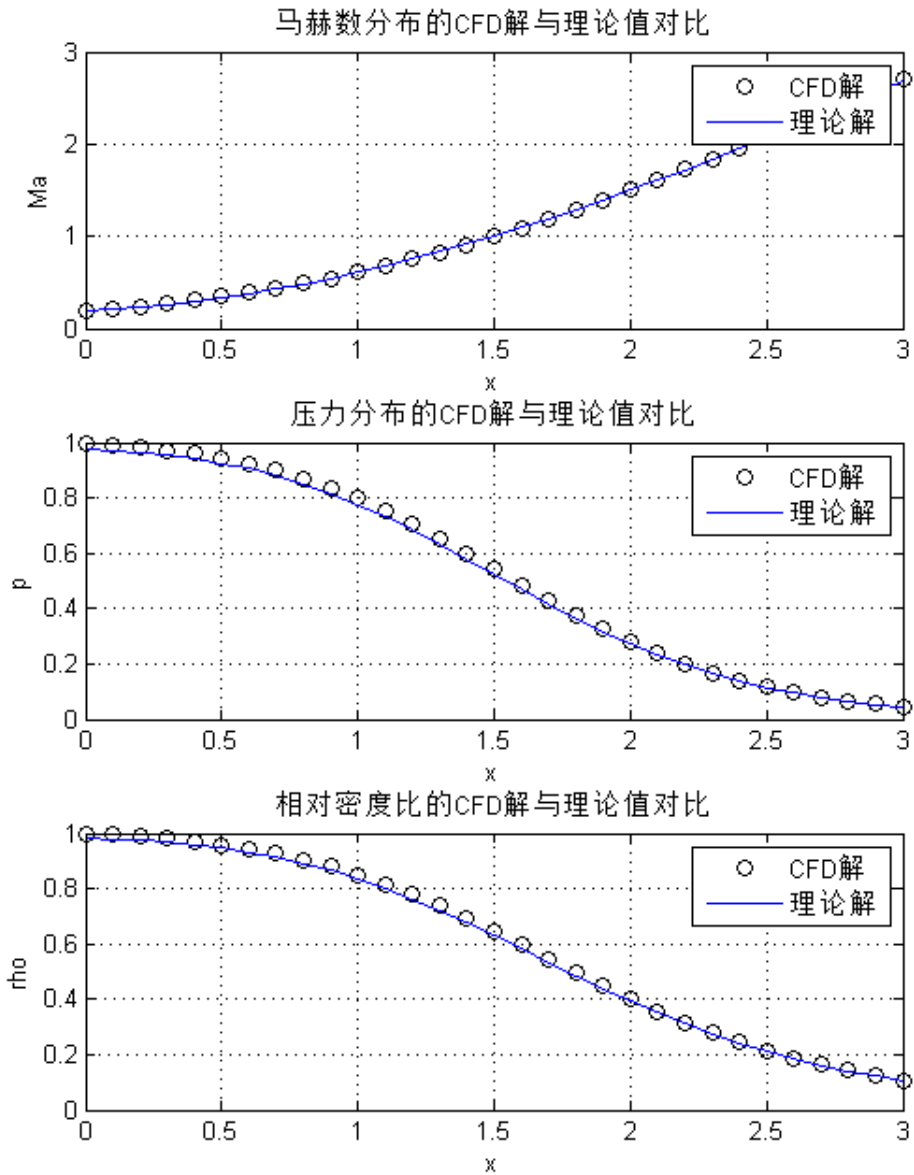 马赫数分布的CFD解与理论值对比
3
2
1
0
Ma
CFD解
理论解
0 0.5 1 1.5 2 2.5 3
x
压力分布的CFD解与理论值对比
1
0.8
0.6
0.4
0.2
0
p
CFD解
理论解
0 0.5 1 1.5 2 2.5 3
x
相对密度比的CFD解与理论值对比
1
0.8
0.6
0.4
0.2
0
rho
CFD解
理论解
0 0.5 1 1.5 2 2.5 3
x